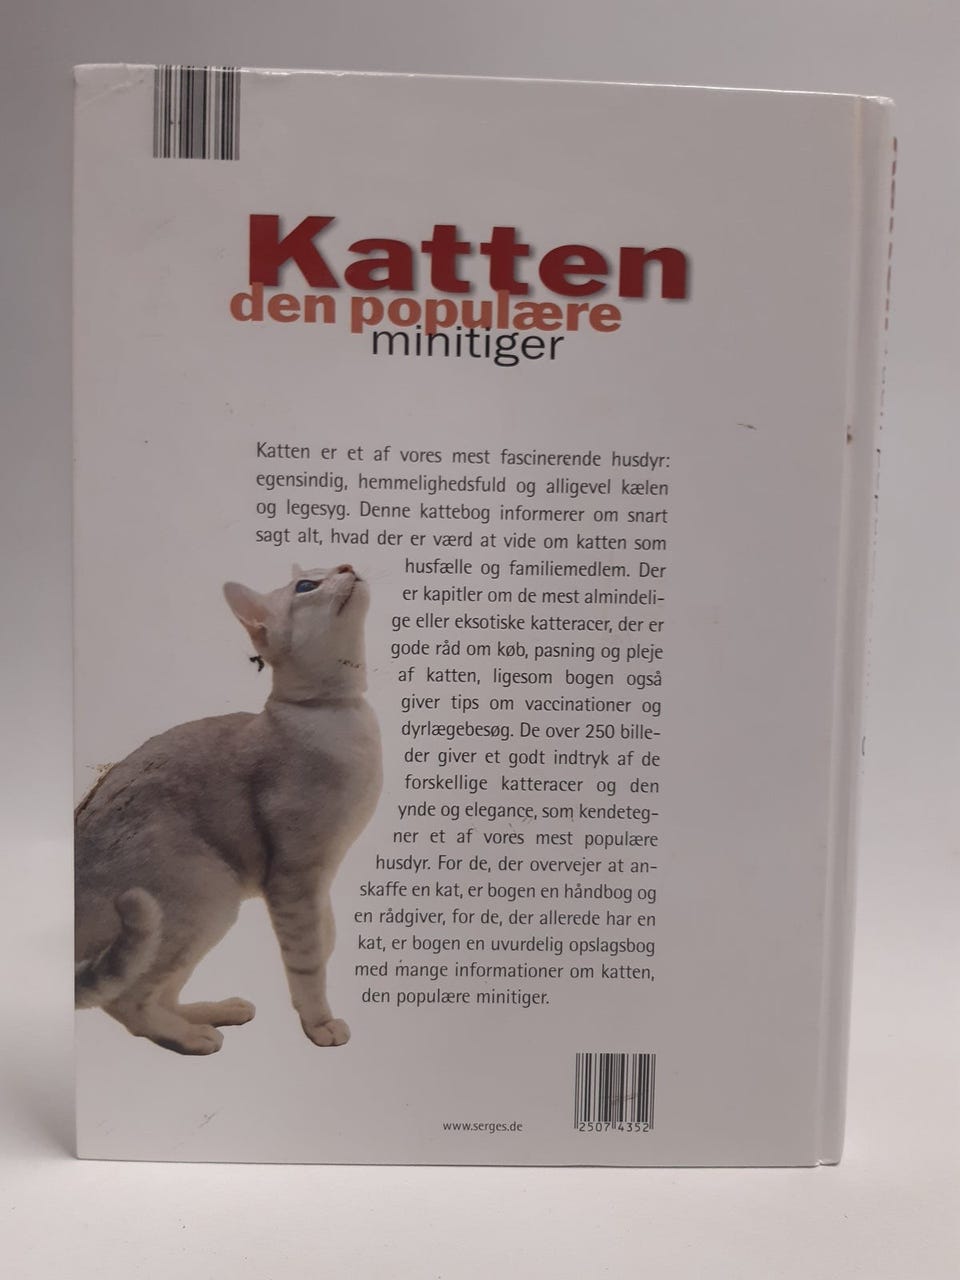 Katten
den populære
minitiger
Katten er et af vores mest fascinerende husdyr:
egensindig, hemmelighedsfuld og alligevel kælen
og legesyg. Denne kattebog informerer om snart
sagt alt, hvad der er værd at vide om katten som
husfælle og familiemedlem. Der
er kapitler om de mest almindeli-
ge eller eksotiske katteracer, der er
gode råd om køb, pasning og pleje
af katten, ligesom bogen også
giver tips om vaccinationer og
dyrlægebesøg. De over 250 bille-
der giver et godt indtryk af de
forskellige katteracer og den
ynde og elegance, som kendeteg-
ner et af vores mest populære
husdyr. For de, der overvejer at an-
skaffe en kat, er bogen en håndbog og
en rådgiver, for de, der allerede har en
kat, er bogen en uvurdelig opslagsbog
med mange informationer om katten,
den populære minitiger.
www.serges.de
2507 4352